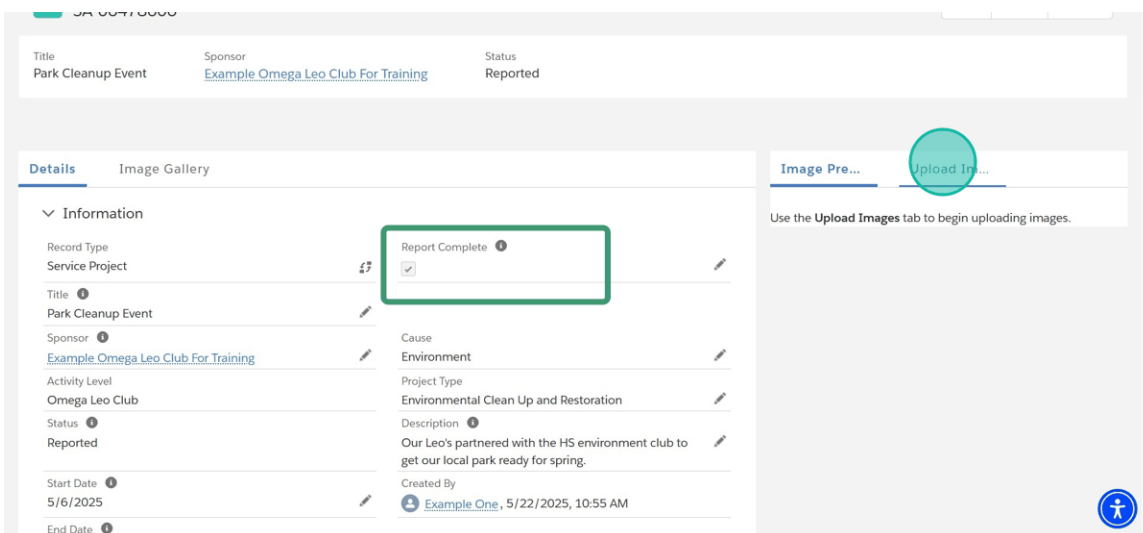 Title
Park Cleanup Event
Sponsor
Example Omega Leo Club For Training
Status
Reported
Details
Image Gallery
Image Pre...
Upload Im...
Use the Upload Images tab to begin uploading images.
Information
Record Type
Service Project
Report Complete
Title
Park Cleanup Event
Sponsor
Example Omega Leo Club For Training
Cause
Environment
Activity Level
Omega Leo Club
Project Type
Environmental Clean Up and Restoration
Status
Reported
Description
Our Leo's partnered with the HS environment club to
get our local park ready for spring.
Start Date
5/6/2025
Created By
Example One, 5/22/2025, 10:55 AM
End Date